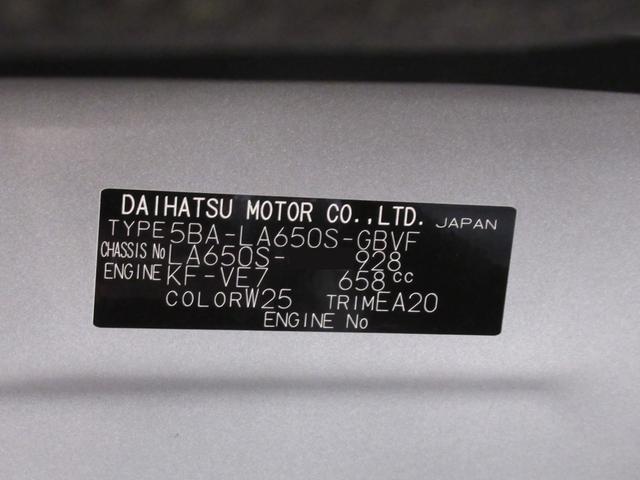 DAIHATSU MOTOR CO.,LTD. JAPAN
TYPE 5BA-LA650S-GBVF
CHASSIS No LA650S- 928
ENGINE KF-VE7 658cc
COLOR W25 TRIM EA20
ENGINE No